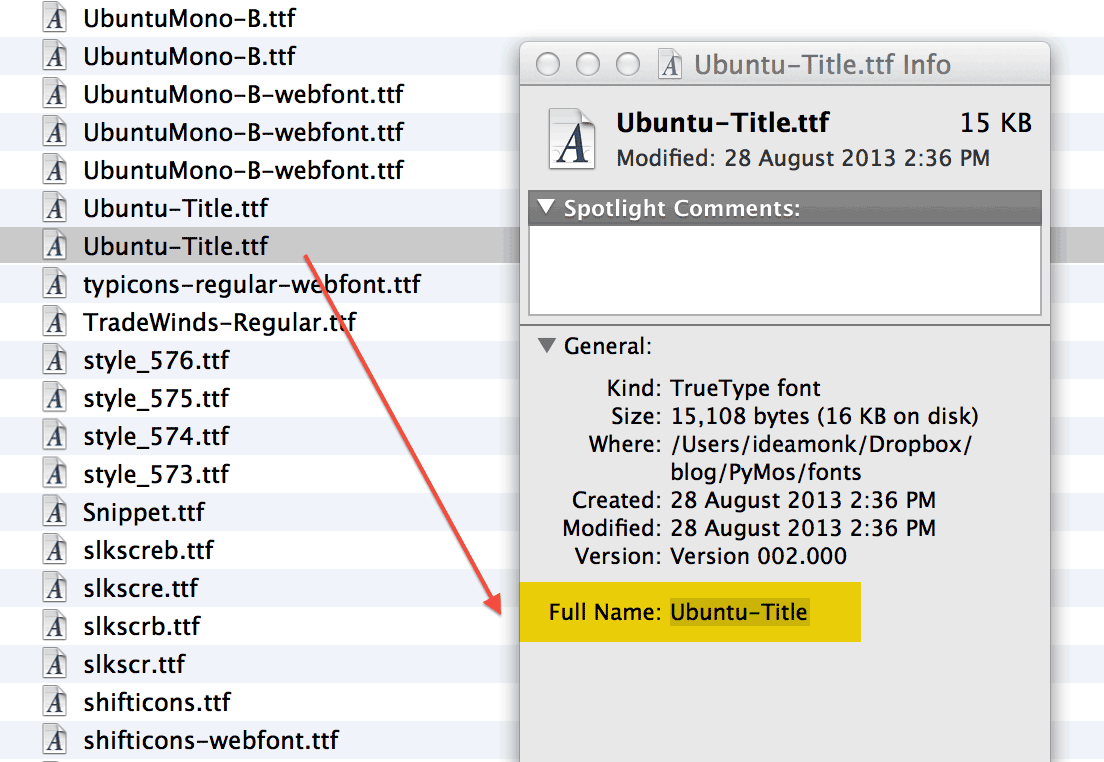 UbuntuMono-B.ttf
UbuntuMono-B.ttf
UbuntuMono-B-webfont.ttf
UbuntuMono-B-webfont.ttf
UbuntuMono-B-webfont.ttf
Ubuntu-Title.ttf
Ubuntu-Title.ttf
typicons-regular-webfont.ttf
TradeWinds-Regular.ttf
style_576.ttf
style_575.ttf
style_574.ttf
style_573.ttf
Snippet.ttf
slkscreb.ttf
slkscre.ttf
slkscrb.ttf
slkscr.ttf
shifticons.ttf
shifticons-webfont.ttf
Ubuntu-Title.ttf Info
Ubuntu-Title.ttf 15 KB
Modified: 28 August 2013 2:36 PM
Spotlight Comments:
General:
Kind: TrueType font
Size: 15,108 bytes (16 KB on disk)
Where: /Users/ideamonk/Dropbox/
blog/PyMos/fonts
Created: 28 August 2013 2:36 PM
Modified: 28 August 2013 2:36 PM
Version: Version 002.000
Full Name: Ubuntu-Title